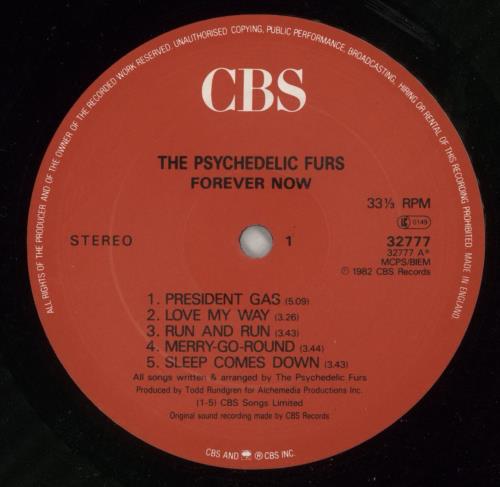 ALL RIGHTS OF THE PRODUCER AND OF THE OWNER OF THE RECORDED WORK RESERVED. UNAUTHORISED COPYING, PUBLIC PERFORMANCE, BROADCASTING, HIRING OR RENTAL OF THIS RECORDING PROHIBITED. MADE IN ENGLAND.
CBS
THE PSYCHEDELIC FURS
FOREVER NOW
33⅓ RPM
0149
STEREO
1
32777
32777 A*
MCPS/BIEM
℗ 1982 CBS Records
1. PRESIDENT GAS (5.09)
2. LOVE MY WAY (3.26)
3. RUN AND RUN (3.43)
4. MERRY-GO-ROUND (3.44)
5. SLEEP COMES DOWN (3.43)
All songs written & arranged by The Psychedelic Furs
Produced by Todd Rundgren for Alchemedia Productions Inc.
(1-5) CBS Songs Limited
Original sound recording made by CBS Records
CBS AND ® CBS INC.